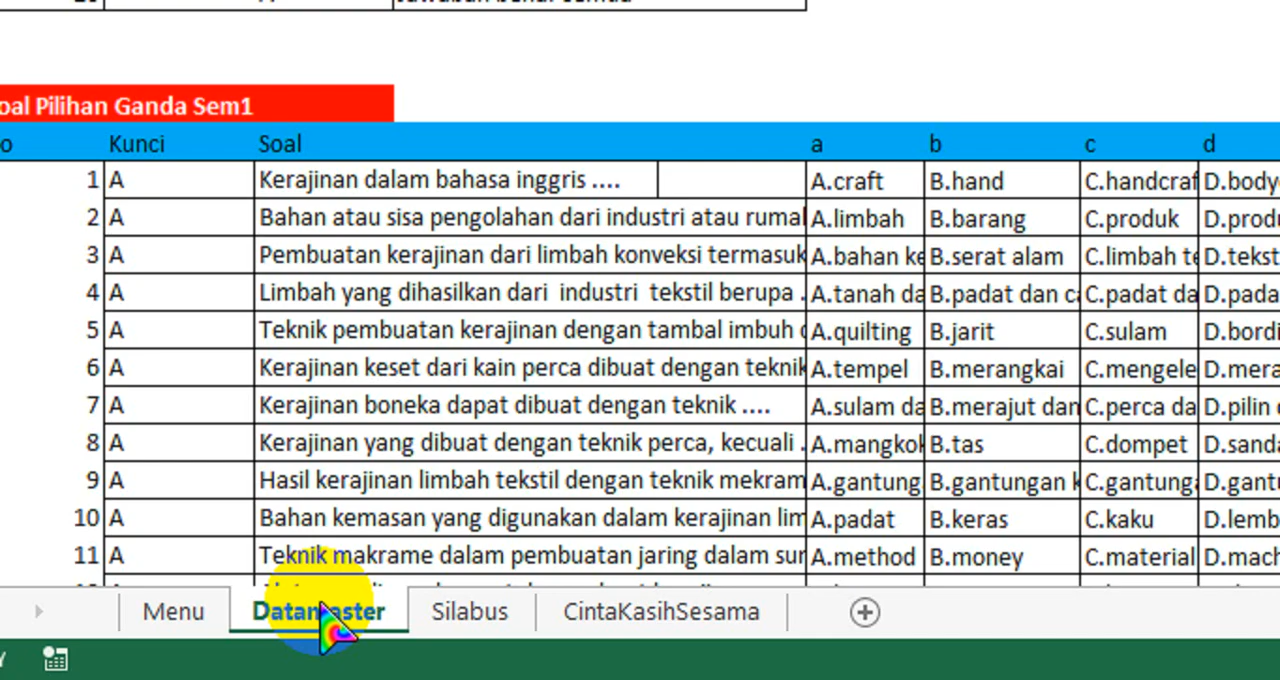 Jawaban benar semua
oal Pilihan Ganda Sem1
o Kunci Soal a b c d
1 A Kerajinan dalam bahasa inggris .... A.craft B.hand C.handcraf D.body
2 A Bahan atau sisa pengolahan dari industri atau rumal A.limbah B.barang C.produk D.produ
3 A Pembuatan kerajinan dari limbah konveksi termasuk A.bahan ke B.serat alam C.limbah te D.tekst
4 A Limbah yang dihasilkan dari industri tekstil berupa . A.tanah da B.padat dan ca C.padat da D.pada
5 A Teknik pembuatan kerajinan dengan tambal imbuh d A.quilting B.jarit C.sulam D.bordi
6 A Kerajinan keset dari kain perca dibuat dengan teknik A.tempel B.merangkai C.mengele D.mera
7 A Kerajinan boneka dapat dibuat dengan teknik .... A.sulam da B.merajut dan C.perca da D.pilin
8 A Kerajinan yang dibuat dengan teknik perca, kecuali . A.mangkok B.tas C.dompet D.sanda
9 A Hasil kerajinan limbah tekstil dengan teknik mekram A.gantung B.gantungan k C.gantunga D.gantu
10 A Bahan kemasan yang digunakan dalam kerajinan lim A.padat B.keras C.kaku D.lemb
11 A Teknik makrame dalam pembuatan jaring dalam sur A.method B.money C.material D.mach
Menu Datamaster Silabus CintaKasihSesama